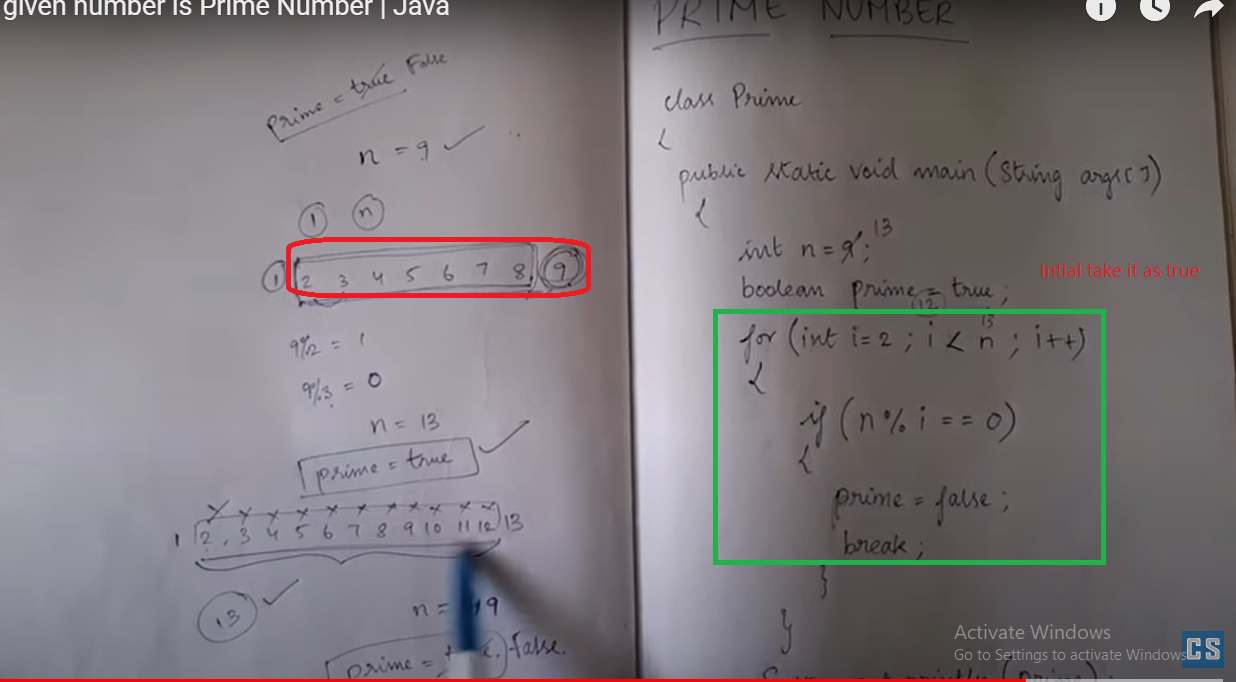 given number is Prime Number | Java
prime = true False
n = 9
1 n
1 2 3 4 5 6 7 8 9
9%2 = 1
9%3 = 0
n = 13
prime = true
1 2, 3 4 5 6 7 8 9 10 11 12 13
13
prime = false.
PRIME NUMBER
class Prime
{
public static void main (String args[])
{
int n = 9; 13
boolean prime = true;
Intial take it as true
12 13
for (int i = 2 ; i < n ; i++)
{
if (n % i == 0)
{
prime = false ;
break ;
}
}
Activate Windows
Go to Settings to activate Windows
CS